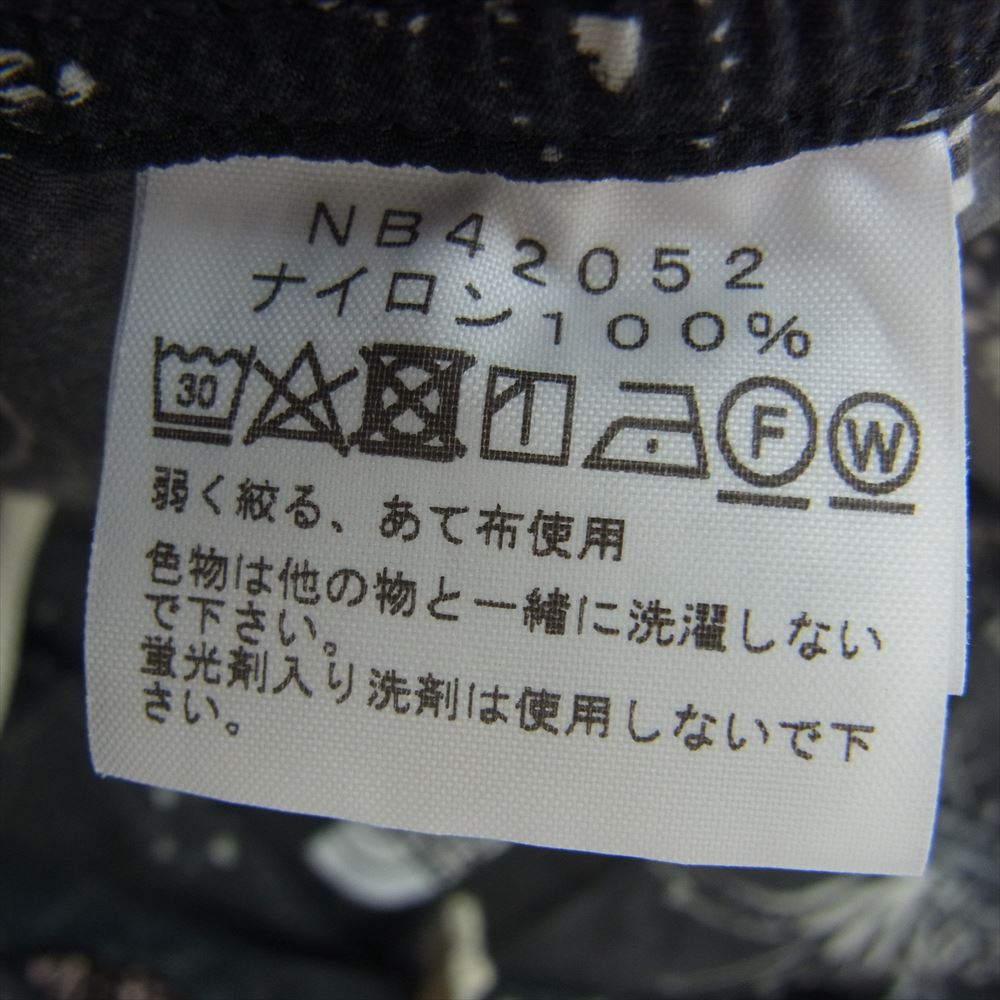 NB42052
ナイロン100%
30 F W
弱く絞る、あて布使用
色物は他の物と一緒に洗濯しない
で下さい。
蛍光剤入り洗剤は使用しないで下
さい。